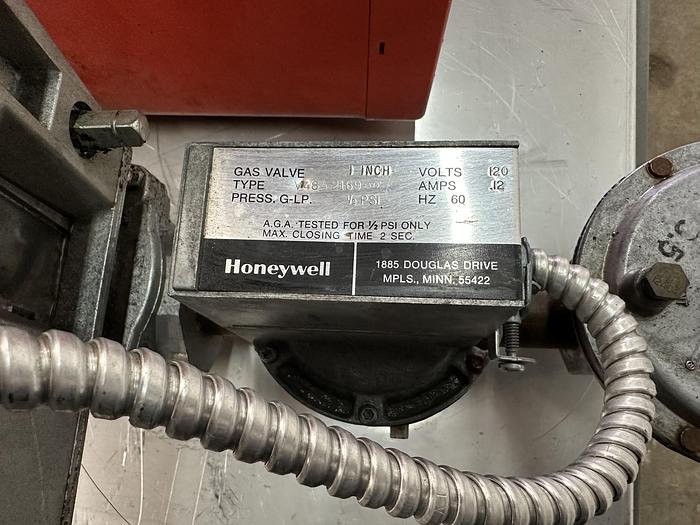 GAS VALVE 1 INCH VOLTS 120
TYPE AMPS .12
PRESS. G-LP. ½ PSI HZ 60
A.G.A. TESTED FOR ½ PSI ONLY
MAX. CLOSING TIME 2 SEC.
Honeywell
1885 DOUGLAS DRIVE
MPLS., MINN. 55422